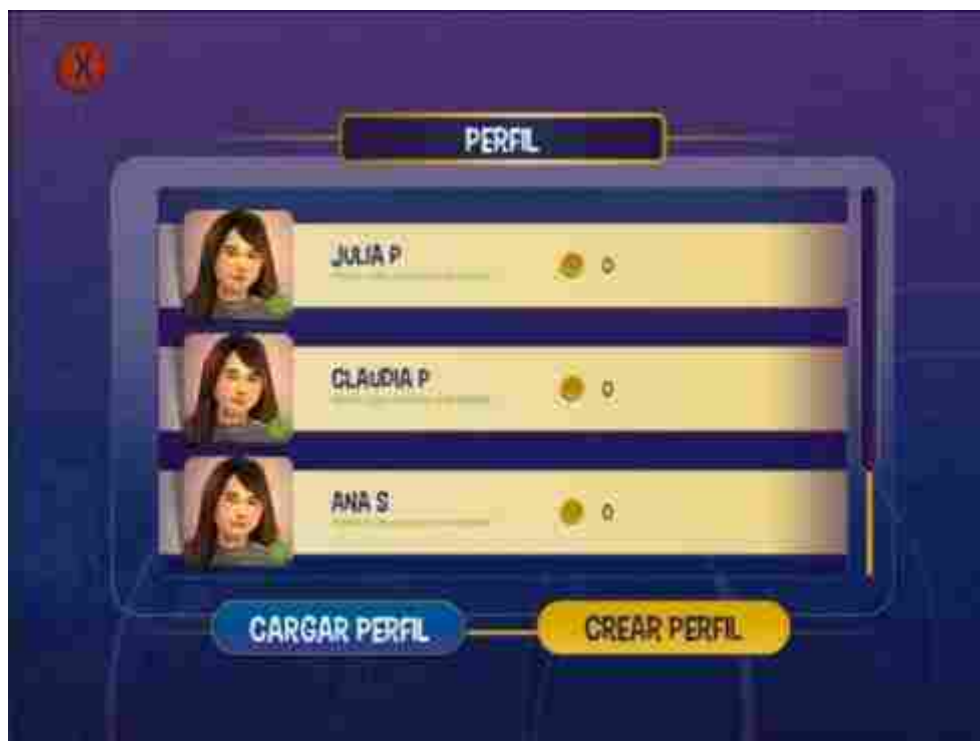 X
PERFIL
JULIA P
0
CLAUDIA P
0
ANA S
0
CARGAR PERFIL
CREAR PERFIL